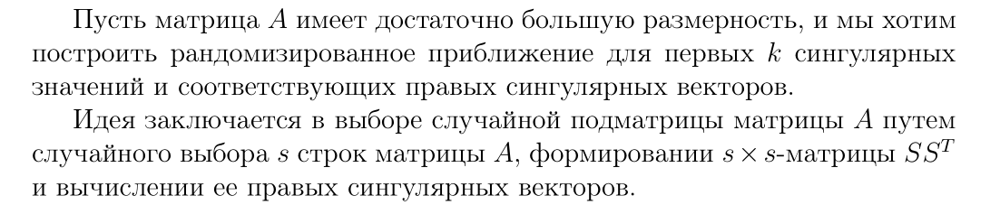 Пусть матрица A имеет достаточно большую размерность, и мы хотим
построить рандомизированное приближение для первых k сингулярных
значений и соответствующих правых сингулярных векторов.
Идея заключается в выборе случайной подматрицы матрицы A путем
случайного выбора s строк матрицы A, формировании s × s-матрицы SSᵀ
и вычислении ее правых сингулярных векторов.